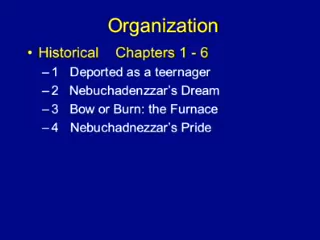 Organization
• Historical Chapters 1 - 6
– 1 Deported as a teernager
– 2 Nebuchadenzzar's Dream
– 3 Bow or Burn: the Furnace
– 4 Nebuchadnezzar's Pride